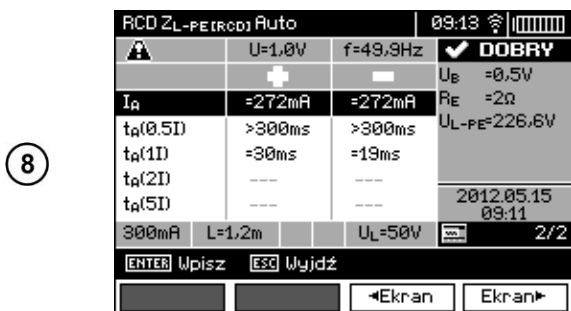 RCD ZL-PE[RCD] Auto 09:13
U=1,0V f=49,9Hz ✔ DOBRY
+ −
UB =0,5V
IA =272mA =272mA RE =2Ω
tA(0.5I) >300ms >300ms UL-PE=226,6V
tA(1I) =30ms =19ms
8
tA(2I) --- ---
tA(5I) --- --- 2012.05.15
09:11
300mA L=1,2m UL=50V 2/2
ENTER Wpisz ESC Wyjdź
◄Ekran Ekran►